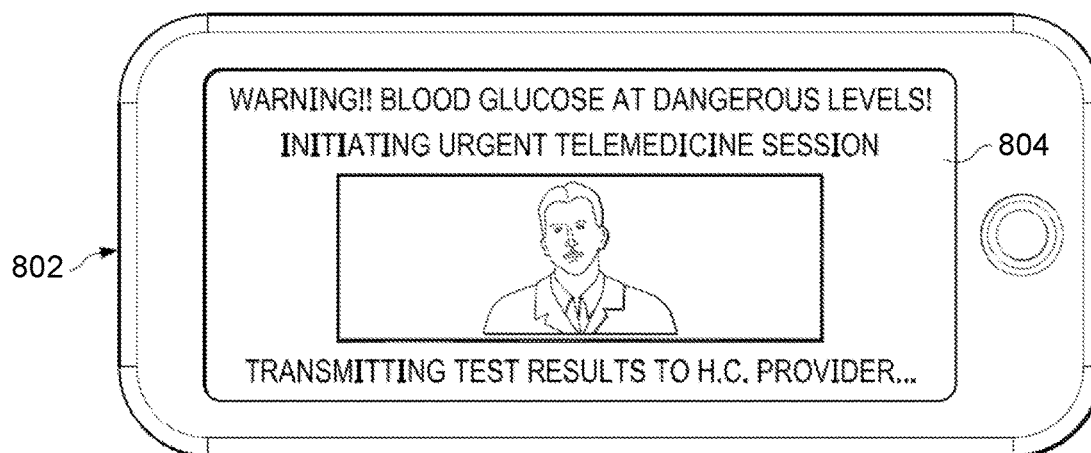 WARNING!! BLOOD GLUCOSE AT DANGEROUS LEVELS!
INITIATING URGENT TELEMEDICINE SESSION
804
802
TRANSMITTING TEST RESULTS TO H.C. PROVIDER...